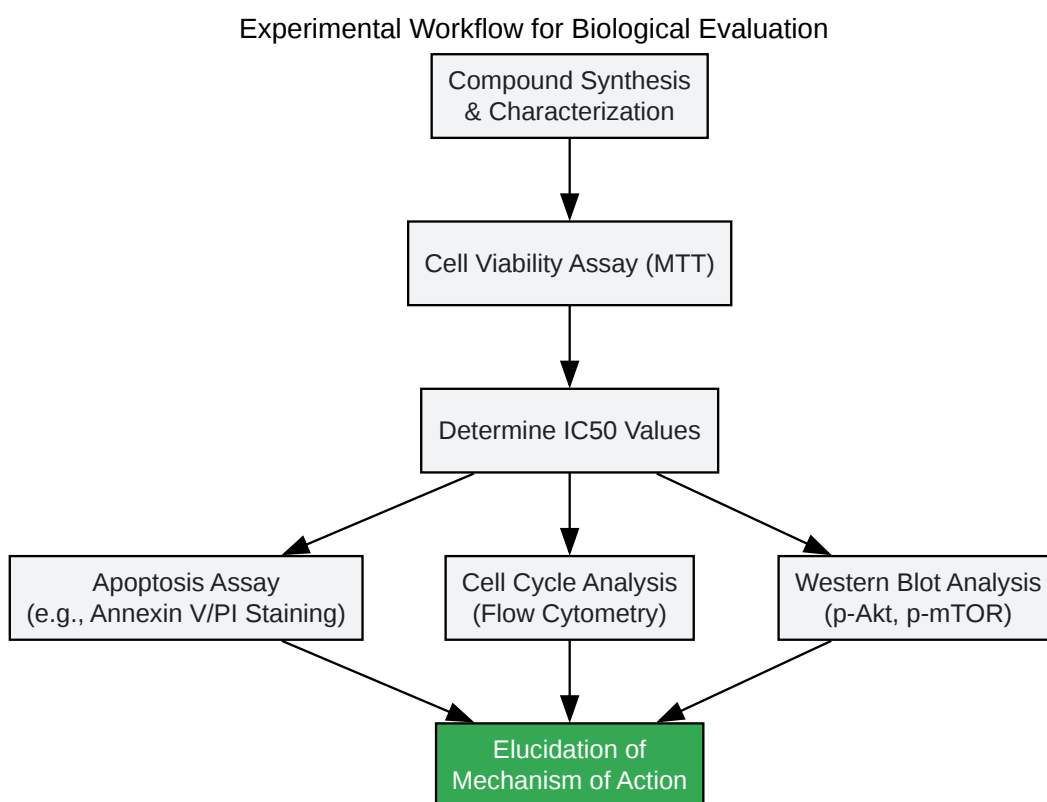 Experimental Workflow for Biological Evaluation
Compound Synthesis
& Characterization
Cell Viability Assay (MTT)
Determine IC50 Values
Apoptosis Assay
(e.g., Annexin V/PI Staining)
Cell Cycle Analysis
(Flow Cytometry)
Western Blot Analysis
(p-Akt, p-mTOR)
Elucidation of
Mechanism of Action